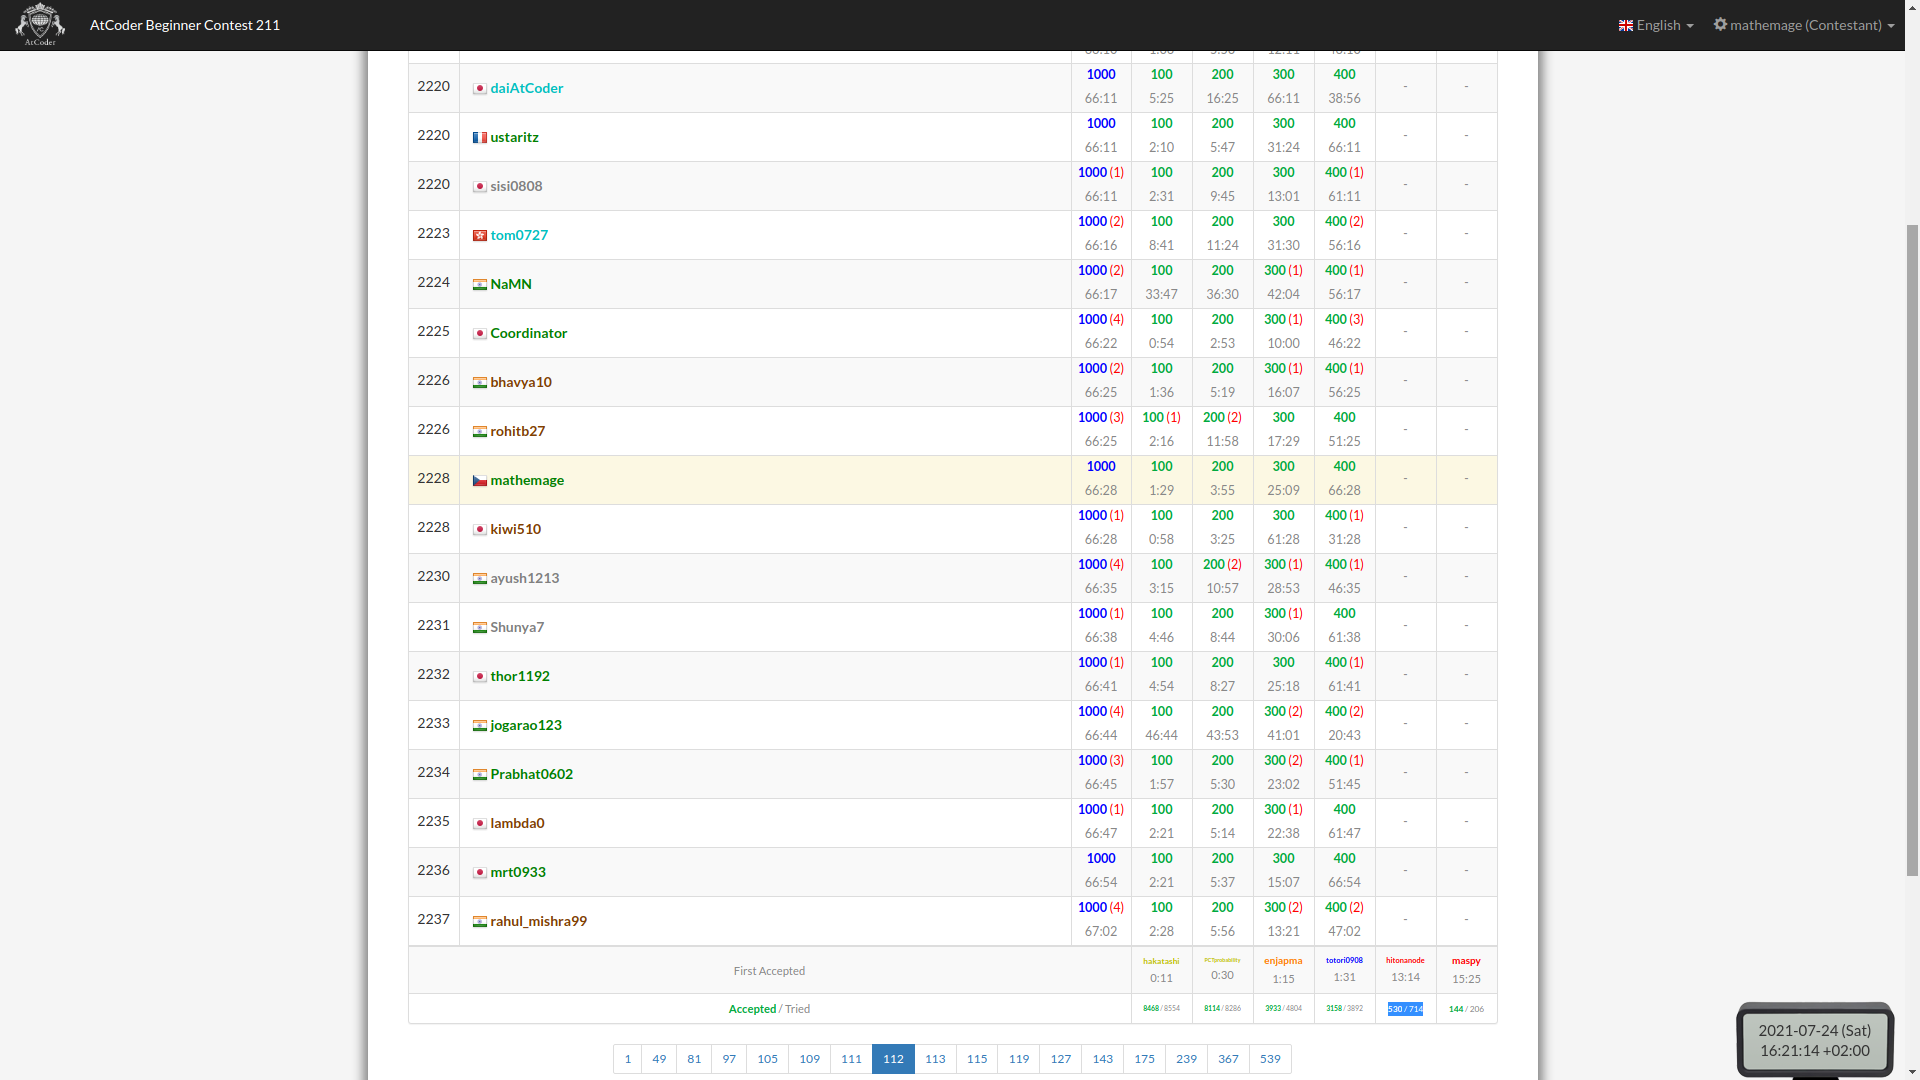 AtCoder
AtCoder Beginner Contest 211
English
mathemage (Contestant)
2220 daiAtCoder 1000 100 200 300 400 - -
66:11 5:25 16:25 66:11 38:56
2220 ustaritz 1000 100 200 300 400 - -
66:11 2:10 5:47 31:24 66:11
2220 sisi0808 1000 (1) 100 200 300 400 (1) - -
66:11 2:31 9:45 13:01 61:11
2223 tom0727 1000 (2) 100 200 300 400 (2) - -
66:16 8:41 11:24 31:30 56:16
2224 NaMN 1000 (2) 100 200 300 (1) 400 (1) - -
66:17 33:47 36:30 42:04 56:17
2225 Coordinator 1000 (4) 100 200 300 (1) 400 (3) - -
66:22 0:54 2:53 10:00 46:22
2226 bhavya10 1000 (2) 100 200 300 (1) 400 (1) - -
66:25 1:36 5:19 16:07 56:25
2226 rohitb27 1000 (3) 100 (1) 200 (2) 300 400 - -
66:25 2:16 11:58 17:29 51:25
2228 mathemage 1000 100 200 300 400 - -
66:28 1:29 3:55 25:09 66:28
2228 kiwi510 1000 (1) 100 200 300 400 (1) - -
66:28 0:58 3:25 61:28 31:28
2230 ayush1213 1000 (4) 100 200 (2) 300 (1) 400 (1) - -
66:35 3:15 10:57 28:53 46:35
2231 Shunya7 1000 (1) 100 200 300 (1) 400 - -
66:38 4:46 8:44 30:06 61:38
2232 thor1192 1000 (1) 100 200 300 400 (1) - -
66:41 4:54 8:27 25:18 61:41
2233 jogarao123 1000 (4) 100 200 300 (2) 400 (2) - -
66:44 46:44 43:53 41:01 20:43
2234 Prabhat0602 1000 (3) 100 200 300 (2) 400 (1) - -
66:45 1:57 5:30 23:02 51:45
2235 lambda0 1000 (1) 100 200 300 (1) 400 - -
66:47 2:21 5:14 22:38 61:47
2236 mrt0933 1000 100 200 300 400 - -
66:54 2:21 5:37 15:07 66:54
2237 rahul_mishra99 1000 (4) 100 200 300 (2) 400 (2) - -
67:02 2:28 5:56 13:21 47:02
First Accepted hakatashi enjapma totori0908 hitonanode maspy
0:11 0:30 1:15 1:31 13:14 15:25
Accepted / Tried 8468 / 8554 8114 / 8286 3933 / 4804 3158 / 3892 530 / 714 144 / 206
1 49 81 97 105 109 111 112 113 115 119 127 143 175 239 367 539
2021-07-24 (Sat)
16:21:14 +02:00